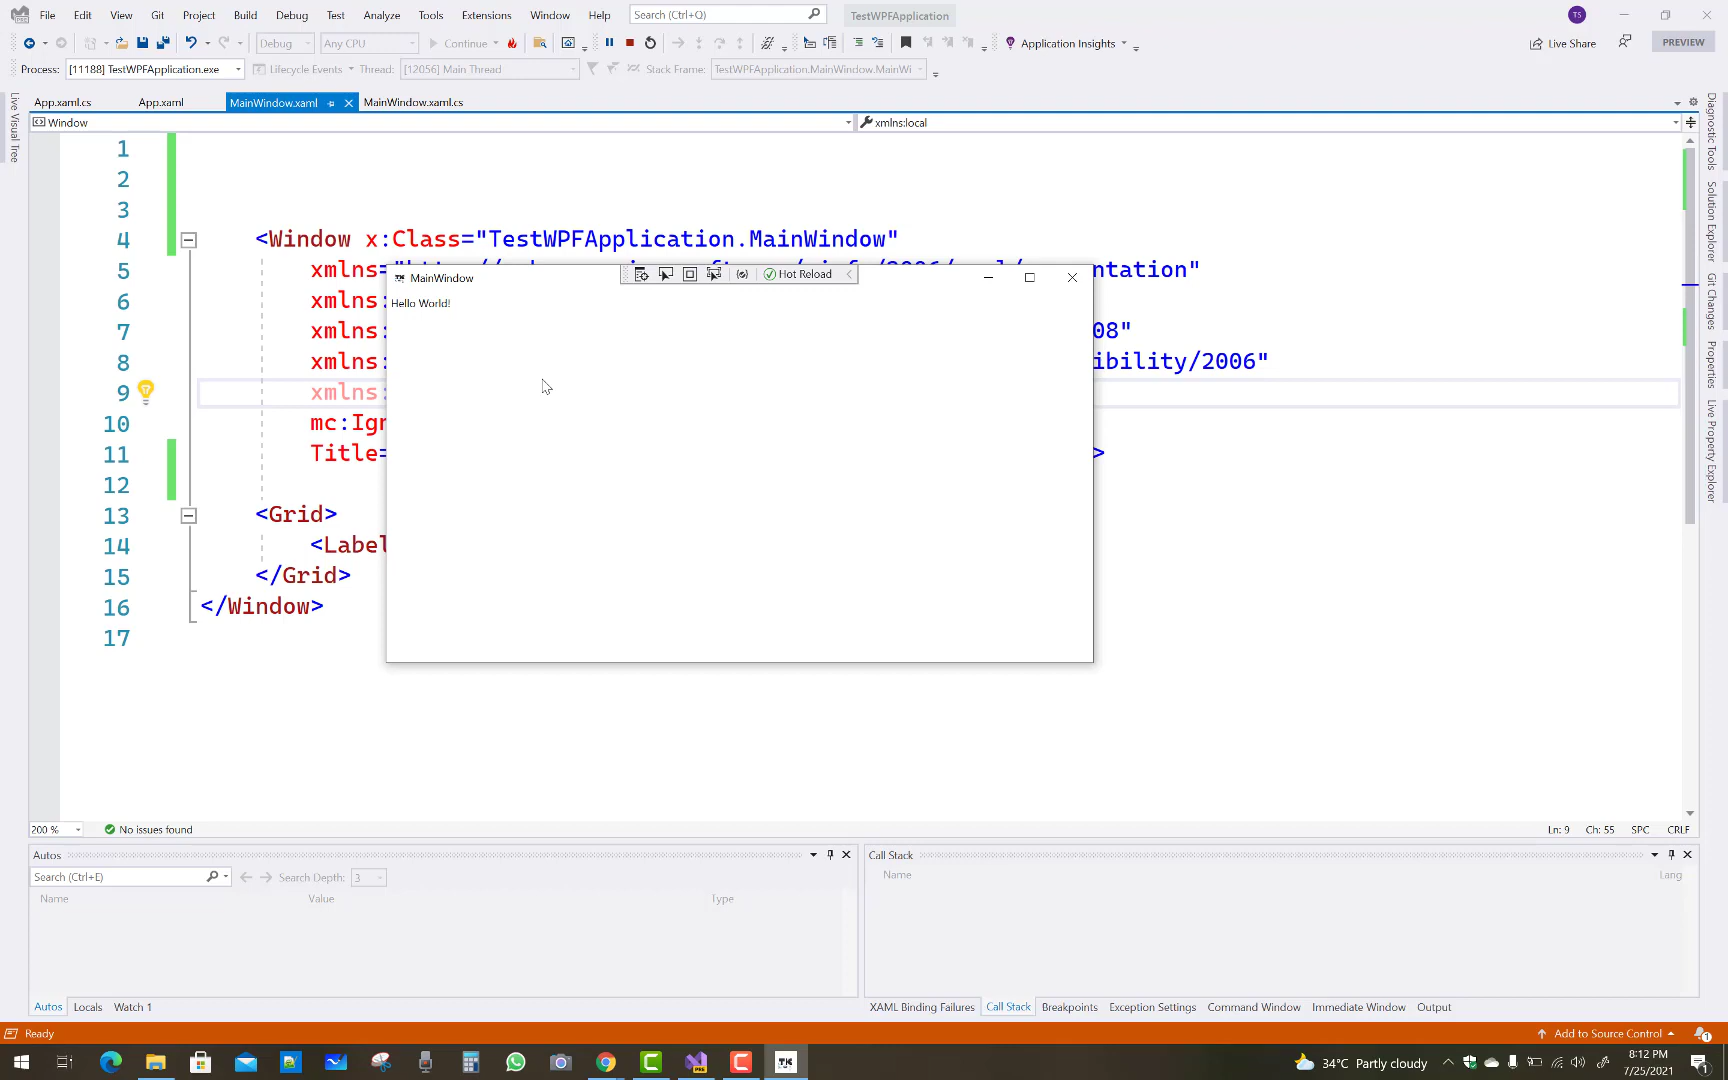 File Edit View Git Project Build Debug Test Analyze Tools Extensions Window Help Search (Ctrl+Q) TestWPFApplication TS
Debug Any CPU Continue Application Insights Live Share PREVIEW
Process: [11188] TestWPFApplication.exe Lifecycle Events Thread: [12056] Main Thread Stack Frame: TestWPFApplication.MainWindow.MainWi
App.xaml.cs App.xaml MainWindow.xaml MainWindow.xaml.cs
Window xmlns:local
Live Visual Tree
1
2
3
4 <Window x:Class="TestWPFApplication.MainWindow"
5 xmlns=
6 xmlns:
7 xmlns: 08"
8 xmlns: ibility/2006"
9 xmlns:
10 mc:Ign
11 Title= >
12
13 <Grid>
14 <Label
15 </Grid>
16 </Window>
17
MainWindow Hot Reload
Hello World!
Diagnostic Tools
Solution Explorer
Git Changes
Properties
Live Property Explorer
200 % No issues found Ln: 9 Ch: 55 SPC CRLF
Autos
Search (Ctrl+E) Search Depth: 3
Name Value Type
Autos Locals Watch 1
Call Stack
Name Lang
XAML Binding Failures Call Stack Breakpoints Exception Settings Command Window Immediate Window Output
Ready Add to Source Control 1
34°C Partly cloudy 8:12 PM
7/25/2021 1